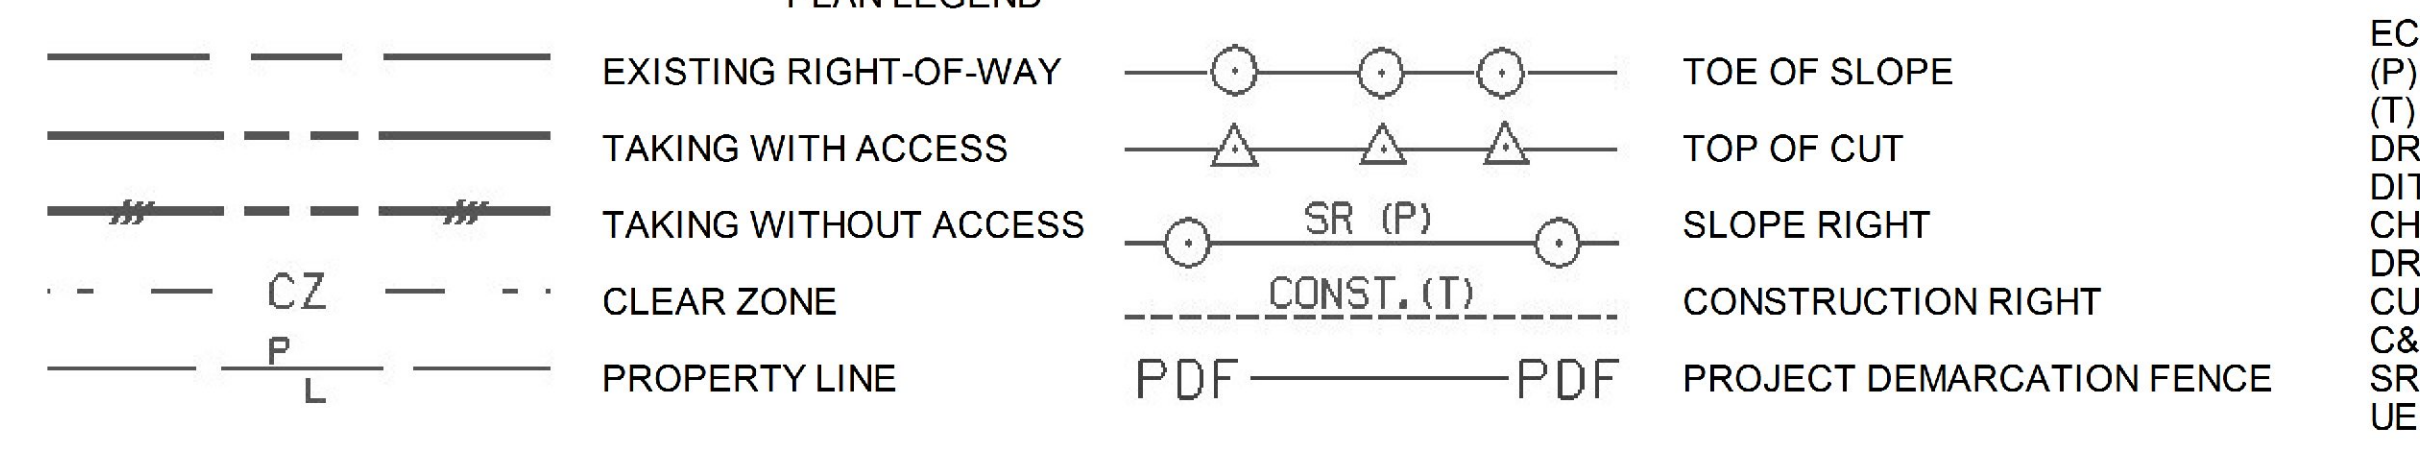 PLAN LEGEND
EXISTING RIGHT-OF-WAY
TAKING WITH ACCESS
TAKING WITHOUT ACCESS
CZ
CLEAR ZONE
P
L
PROPERTY LINE
TOE OF SLOPE
TOP OF CUT
SR (P)
SLOPE RIGHT
CONST.(T)
CONSTRUCTION RIGHT
PDF PDF
PROJECT DEMARCATION FENCE
EC
(P)
(T)
DR
DIT
CH
DR
CU
C&
SR
UE